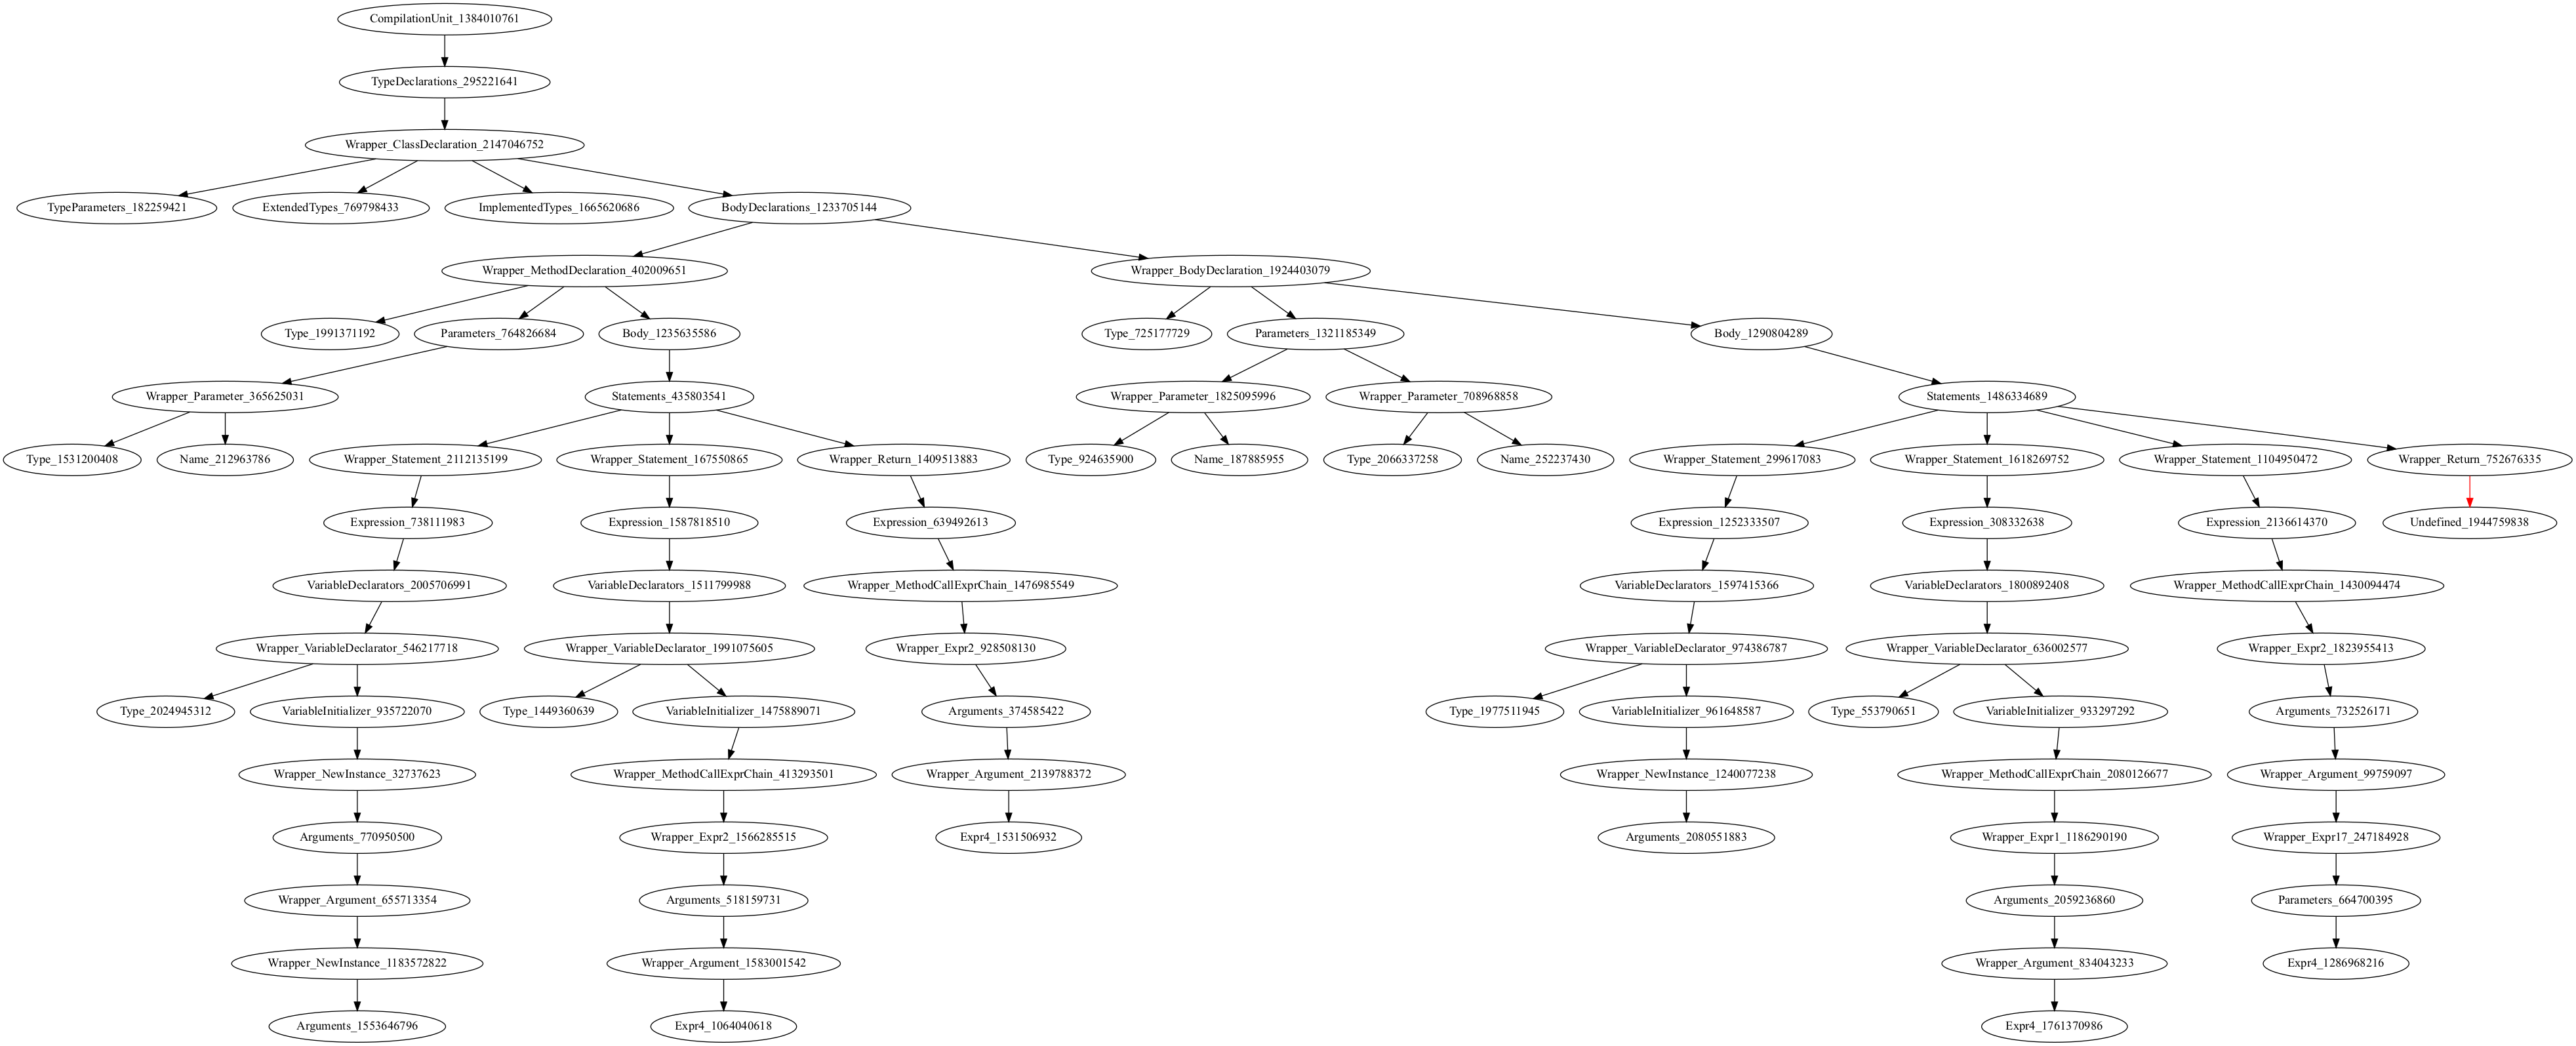 CompilationUnit_1384010761
TypeDeclarations_295221641
Wrapper_ClassDeclaration_2147046752
TypeParameters_182259421
ExtendedTypes_769798433
ImplementedTypes_1665620686
BodyDeclarations_1233705144
Wrapper_MethodDeclaration_402009651
Wrapper_BodyDeclaration_1924403079
Type_1991371192
Parameters_764826684
Body_1235635586
Type_725177729
Parameters_1321185349
Body_1290804289
Wrapper_Parameter_365625031
Statements_435803541
Wrapper_Parameter_1825095996
Wrapper_Parameter_708968858
Statements_1486334689
Type_1531200408
Name_212963786
Wrapper_Statement_2112135199
Wrapper_Statement_167550865
Wrapper_Return_1409513883
Type_924635900
Name_187885955
Type_2066337258
Name_252237430
Wrapper_Statement_299617083
Wrapper_Statement_1618269752
Wrapper_Statement_1104950472
Wrapper_Return_752676335
Expression_738111983
Expression_1587818510
Expression_639492613
Expression_1252333507
Expression_308332638
Expression_2136614370
Undefined_1944759838
VariableDeclarators_2005706991
VariableDeclarators_1511799988
Wrapper_MethodCallExprChain_1476985549
VariableDeclarators_1597415366
VariableDeclarators_1800892408
Wrapper_MethodCallExprChain_1430094474
Wrapper_VariableDeclarator_546217718
Wrapper_VariableDeclarator_1991075605
Wrapper_Expr2_928508130
Wrapper_VariableDeclarator_974386787
Wrapper_VariableDeclarator_636002577
Wrapper_Expr2_1823955413
Type_2024945312
VariableInitializer_935722070
Type_1449360639
VariableInitializer_1475889071
Arguments_374585422
Type_1977511945
VariableInitializer_961648587
Type_553790651
VariableInitializer_933297292
Arguments_732526171
Wrapper_NewInstance_32737623
Wrapper_MethodCallExprChain_413293501
Wrapper_Argument_2139788372
Wrapper_NewInstance_1240077238
Wrapper_MethodCallExprChain_2080126677
Wrapper_Argument_99759097
Arguments_770950500
Wrapper_Expr2_1566285515
Expr4_1531506932
Arguments_2080551883
Wrapper_Expr1_1186290190
Wrapper_Expr17_247184928
Wrapper_Argument_655713354
Arguments_518159731
Arguments_2059236860
Parameters_664700395
Wrapper_NewInstance_1183572822
Wrapper_Argument_1583001542
Wrapper_Argument_834043233
Expr4_1286968216
Arguments_1553646796
Expr4_1064040618
Expr4_1761370986